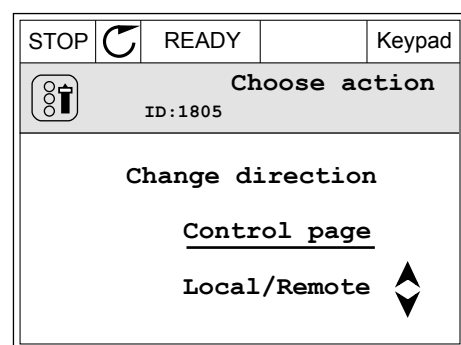 STOP READY Keypad
Choose action
ID:1805
Change direction
Control page
Local/Remote